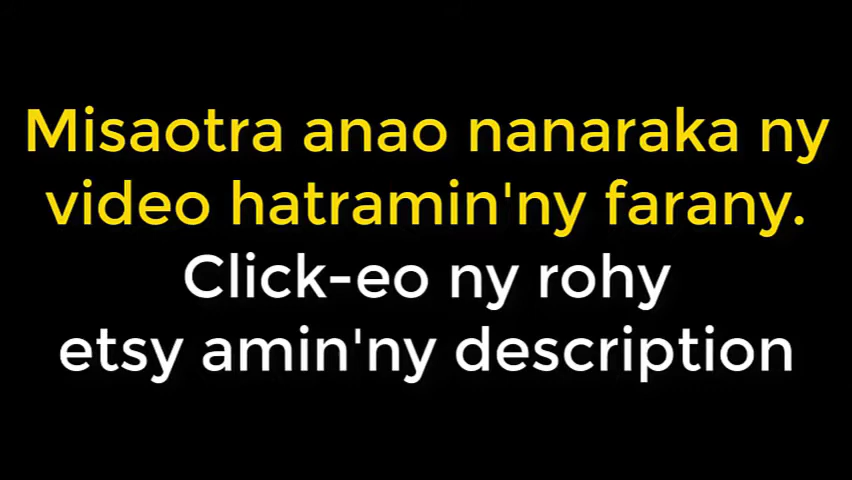 Misaotra anao nanaraka ny
video hatramin'ny farany.
Click-eo ny rohy
etsy amin'ny description